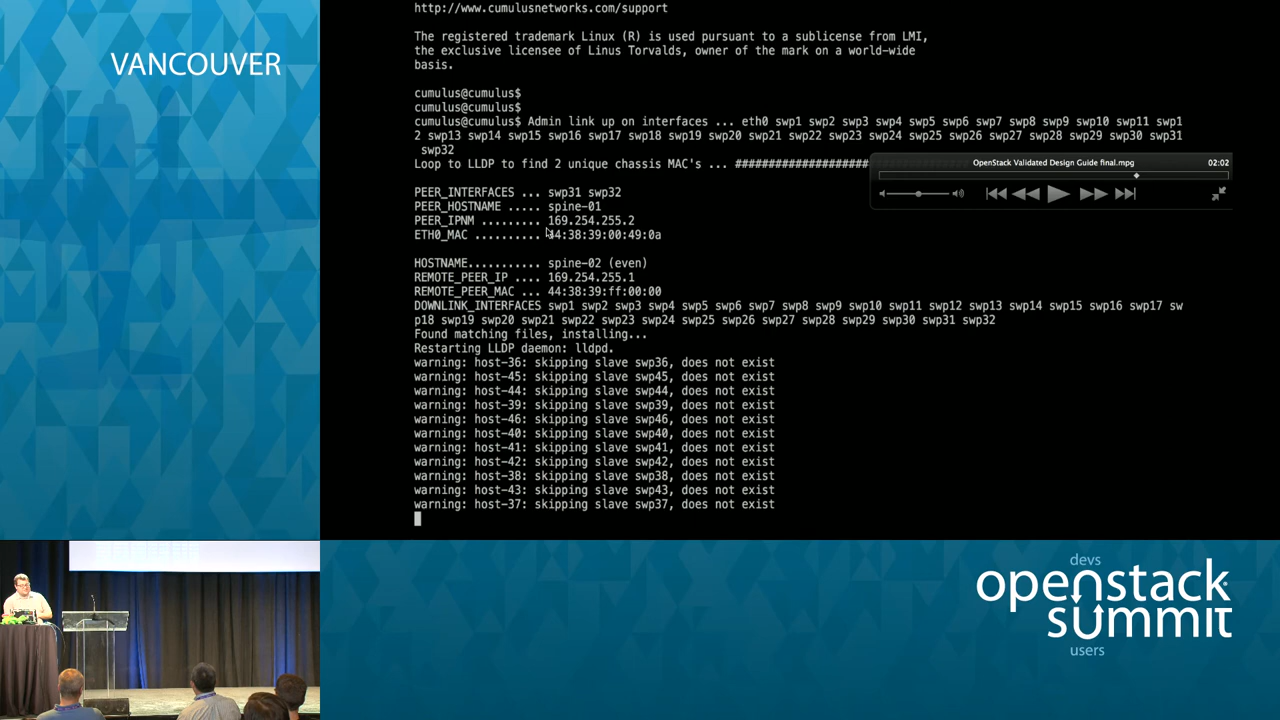 VANCOUVER
http://www.cumulusnetworks.com/support
The registered trademark Linux (R) is used pursuant to a sublicense from LMI,
the exclusive licensee of Linus Torvalds, owner of the mark on a world-wide
basis.
cumulus@cumulus$
cumulus@cumulus$
cumulus@cumulus$ Admin link up on interfaces ... eth0 swp1 swp2 swp3 swp4 swp5 swp6 swp7 swp8 swp9 swp10 swp11 swp1
2 swp13 swp14 swp15 swp16 swp17 swp18 swp19 swp20 swp21 swp22 swp23 swp24 swp25 swp26 swp27 swp28 swp29 swp30 swp31
swp32
Loop to LLDP to find 2 unique chassis MAC's ... ####################
OpenStack Validated Design Guide final.mpg 02:02
PEER_INTERFACES ... swp31 swp32
PEER_HOSTNAME ..... spine-01
PEER_IPNM ......... 169.254.255.2
ETH0_MAC .......... 44:38:39:00:49:0a
HOSTNAME........... spine-02 (even)
REMOTE_PEER_IP .... 169.254.255.1
REMOTE_PEER_MAC ... 44:38:39:ff:00:00
DOWNLINK_INTERFACES swp1 swp2 swp3 swp4 swp5 swp6 swp7 swp8 swp9 swp10 swp11 swp12 swp13 swp14 swp15 swp16 swp17 sw
p18 swp19 swp20 swp21 swp22 swp23 swp24 swp25 swp26 swp27 swp28 swp29 swp30 swp31 swp32
Found matching files, installing...
Restarting LLDP daemon: lldpd.
warning: host-36: skipping slave swp36, does not exist
warning: host-45: skipping slave swp45, does not exist
warning: host-44: skipping slave swp44, does not exist
warning: host-39: skipping slave swp39, does not exist
warning: host-46: skipping slave swp46, does not exist
warning: host-40: skipping slave swp40, does not exist
warning: host-41: skipping slave swp41, does not exist
warning: host-42: skipping slave swp42, does not exist
warning: host-38: skipping slave swp38, does not exist
warning: host-43: skipping slave swp43, does not exist
warning: host-37: skipping slave swp37, does not exist
devs
openstack
summit
users